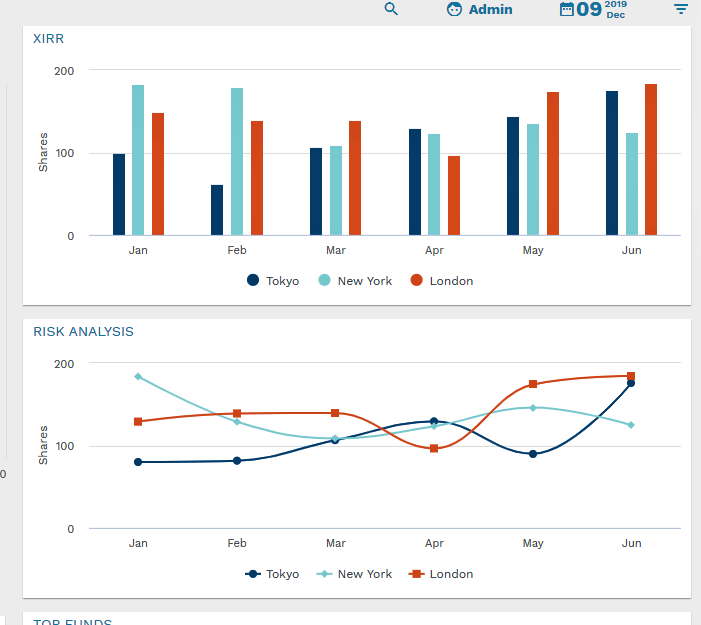 Admin
09 2019
Dec
XIRR
200
Shares
100
0
Jan Feb Mar Apr May Jun
Tokyo New York London
RISK ANALYSIS
200
Shares
100
0
0
Jan Feb Mar Apr May Jun
Tokyo New York London
TOP FUNDS